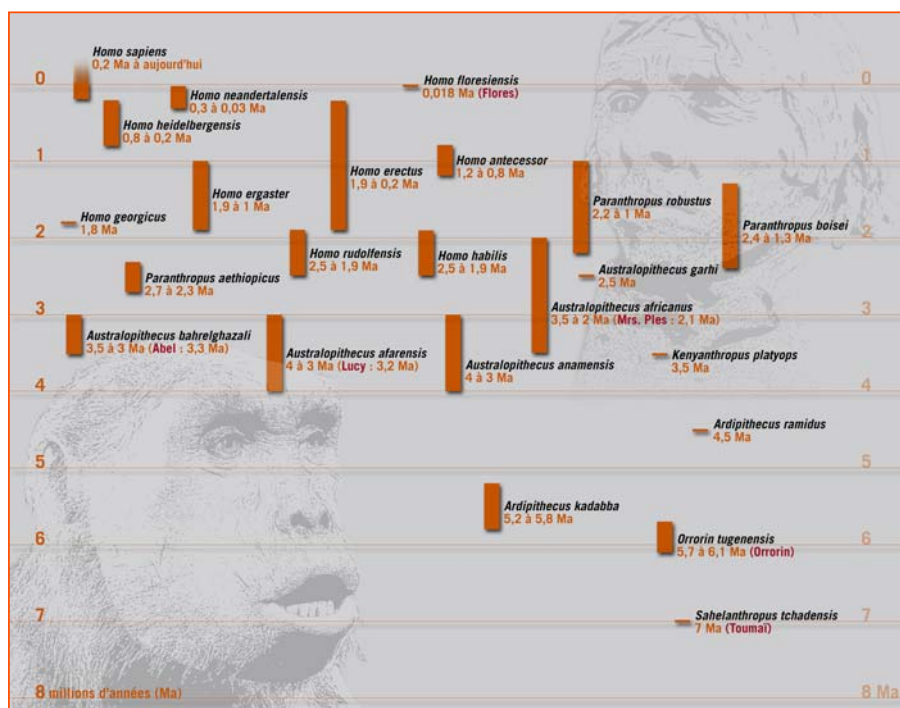 Homo sapiens
0,2 Ma à aujourd'hui
0
0
Homo neandertalensis
0,3 à 0,03 Ma
Homo floresiensis
0,018 Ma (Flores)
Homo heidelbergensis
0,8 à 0,2 Ma
1
1
Homo ergaster
1,9 à 1 Ma
Homo erectus
1,9 à 0,2 Ma
Homo antecessor
1,2 à 0,8 Ma
Paranthropus robustus
2,2 à 1 Ma
Paranthropus boisei
2,4 à 1,3 Ma
Homo georgicus
1,8 Ma
2
2
Homo rudolfensis
2,5 à 1,9 Ma
Homo habilis
2,5 à 1,9 Ma
Australopithecus garhi
2,5 Ma
Paranthropus aethiopicus
2,7 à 2,3 Ma
3
3
Australopithecus africanus
3,5 à 2 Ma (Mrs. Ples : 2,1 Ma)
Australopithecus bahrelghazali
3,5 à 3 Ma (Abel : 3,3 Ma)
Australopithecus afarensis
4 à 3 Ma (Lucy : 3,2 Ma)
Australopithecus anamensis
4 à 3 Ma
Kenyanthropus platyops
3,5 Ma
4
4
Ardipithecus ramidus
4,5 Ma
5
5
Ardipithecus kadabba
5,2 à 5,8 Ma
6
6
Orrorin tugenensis
5,7 à 6,1 Ma (Orrorin)
7
7
Sahelanthropus tchadensis
7 Ma (Toumaï)
8 millions d'années (Ma)
8 Ma